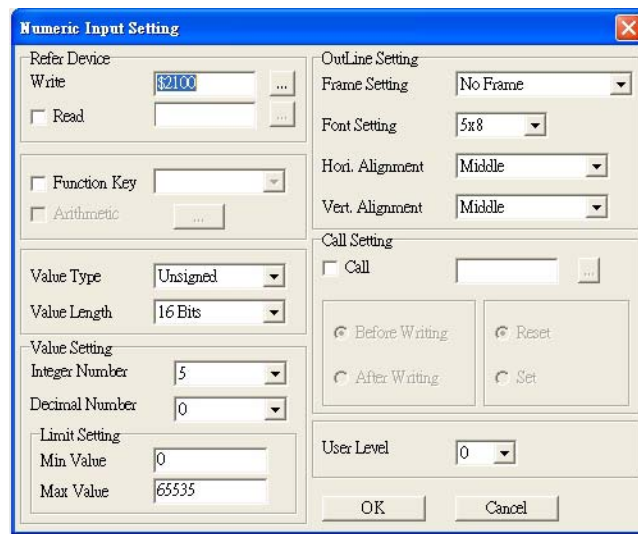 Numeric Input Setting
Refer Device
Write $2100 ...
Read ...
Function Key
Arithmetic ...
Value Type Unsigned
Value Length 16 Bits
Value Setting
Integer Number 5
Decimal Number 0
Limit Setting
Min Value 0
Max Value 65535
OutLine Setting
Frame Setting No Frame
Font Setting 5x8
Hori. Alignment Middle
Vert. Alignment Middle
Call Setting
Call ...
Before Writing Reset
After Writing Set
User Level 0
OK Cancel